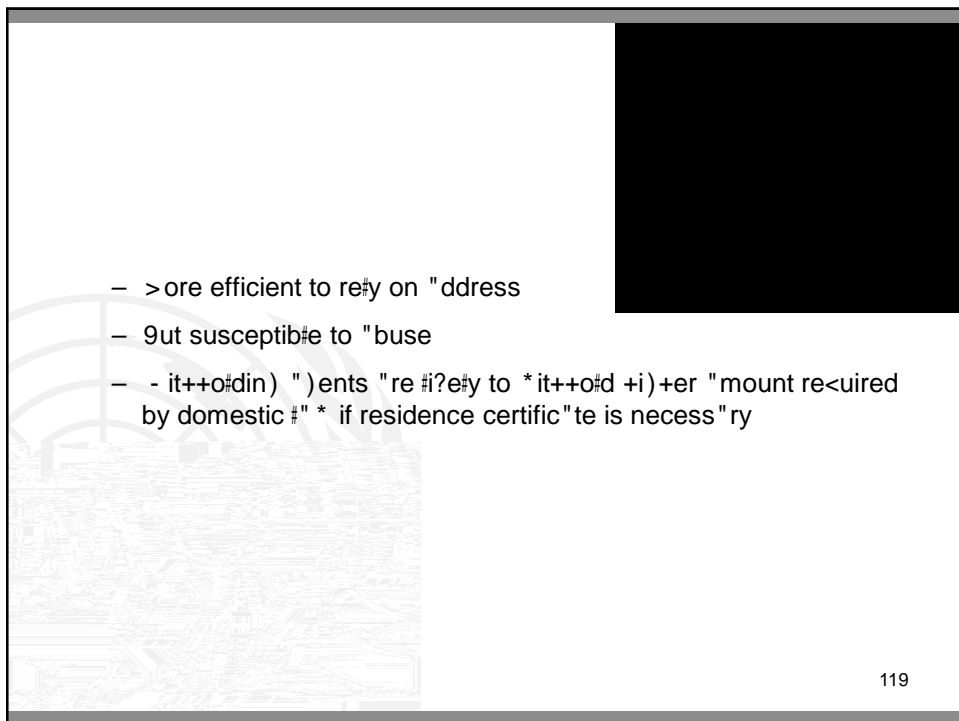 – >ore efficient to re#y on "ddress
– 9ut susceptib#e to "buse
– - it++o#din) ")ents "re #i?e#y to *it++o#d +i)+er "mount re<uired
by domestic #"* if residence certific"te is necess"ry
119